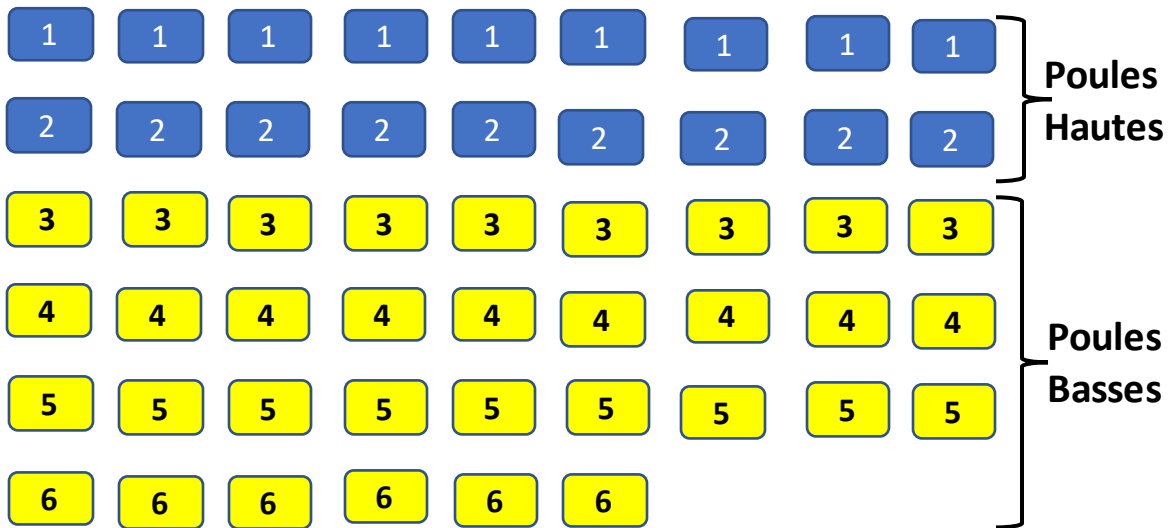 1 1 1 1 1 1 1 1 1
2 2 2 2 2 2 2 2 2
Poules
Hautes
3 3 3 3 3 3 3 3 3
4 4 4 4 4 4 4 4 4
5 5 5 5 5 5 5 5 5
6 6 6 6 6 6
Poules
Basses